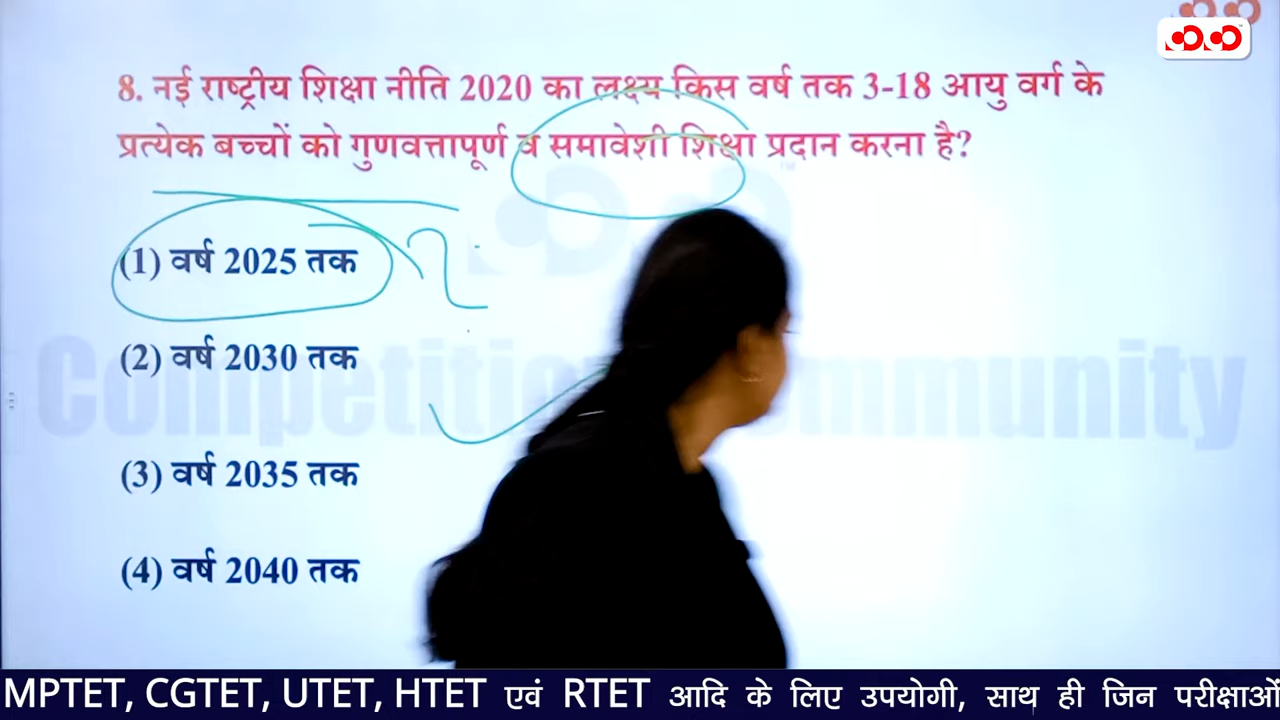 8. नई राष्ट्रीय शिक्षा नीति 2020 का लक्ष्य किस वर्ष तक 3-18 आयु वर्ग के
प्रत्येक बच्चों को गुणवत्तापूर्ण व समावेशी शिक्षा प्रदान करना है?
(1) वर्ष 2025 तक
(2) वर्ष 2030 तक
(3) वर्ष 2035 तक
(4) वर्ष 2040 तक
MPTET, CGTET, UTET, HTET एवं RTET आदि के लिए उपयोगी, साथ ही जिन परीक्षाओं